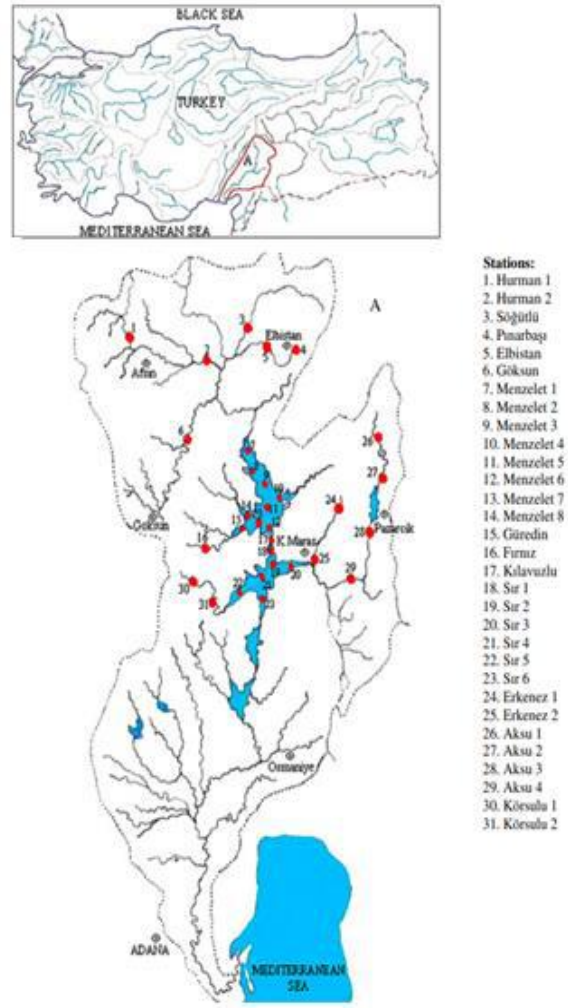 BLACK SEA
TURKEY
A
MEDITERRANEAN SEA
A
1
2
3
Elbistan
5
4
Afşin
6
Göksun
16
K.Maraş
24
25
26
27
28
Pazarcık
29
30
31
22
20
23
Osmaniye
ADANA
MEDITERRANEAN
SEA
Stations:
1. Hurman 1
2. Hurman 2
3. Söğütlü
4. Pınarbaşı
5. Elbistan
6. Göksun
7. Menzelet 1
8. Menzelet 2
9. Menzelet 3
10. Menzelet 4
11. Menzelet 5
12. Menzelet 6
13. Menzelet 7
14. Menzelet 8
15. Güredin
16. Fırnız
17. Kılavuzlu
18. Sır 1
19. Sır 2
20. Sır 3
21. Sır 4
22. Sır 5
23. Sır 6
24. Erkenez 1
25. Erkenez 2
26. Aksu 1
27. Aksu 2
28. Aksu 3
29. Aksu 4
30. Körsulu 1
31. Körsulu 2